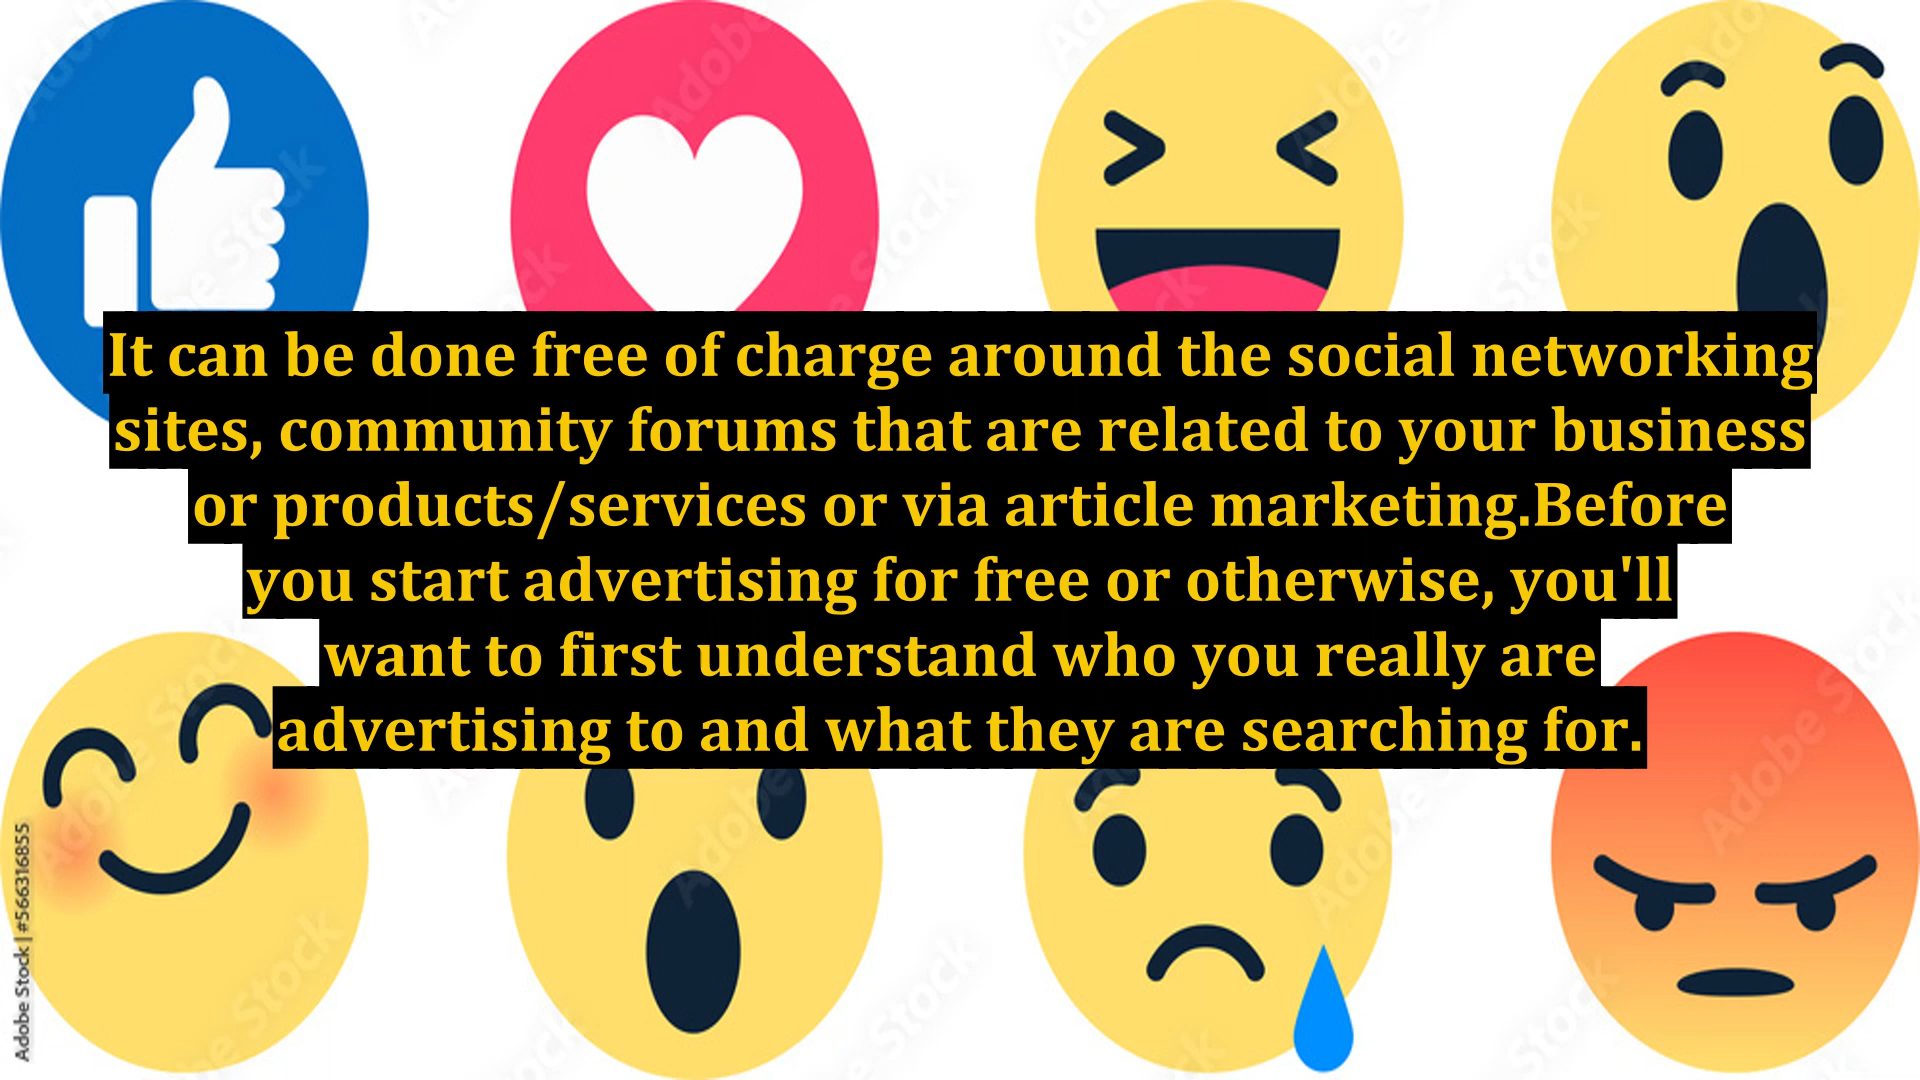 It can be done free of charge around the social networking
sites, community forums that are related to your business
or products/services or via article marketing.Before
you start advertising for free or otherwise, you'll
want to first understand who you really are
advertising to and what they are searching for.
Adobe Stock | #566316855
Adobe Stock